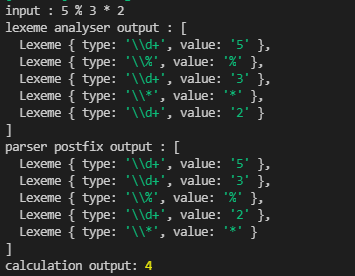 input : 5 % 3 * 2
lexeme analyser output : [
  Lexeme { type: '\\d+', value: '5' },
  Lexeme { type: '\\%', value: '%' },
  Lexeme { type: '\\d+', value: '3' },
  Lexeme { type: '\\*', value: '*' },
  Lexeme { type: '\\d+', value: '2' }
]
parser postfix output : [
  Lexeme { type: '\\d+', value: '5' },
  Lexeme { type: '\\d+', value: '3' },
  Lexeme { type: '\\%', value: '%' },
  Lexeme { type: '\\d+', value: '2' },
  Lexeme { type: '\\*', value: '*' }
]
calculation output: 4